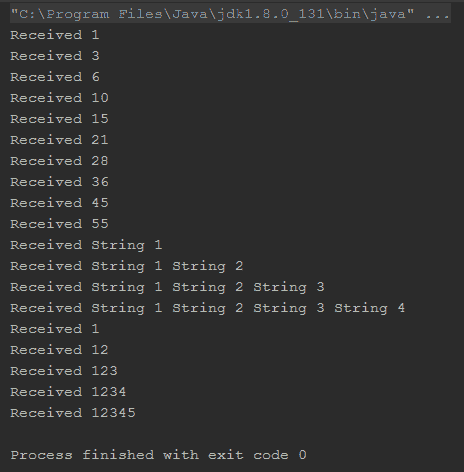 "C:\Program Files\Java\jdk1.8.0_131\bin\java" ...
Received 1
Received 3
Received 6
Received 10
Received 15
Received 21
Received 28
Received 36
Received 45
Received 55
Received String 1
Received String 1 String 2
Received String 1 String 2 String 3
Received String 1 String 2 String 3 String 4
Received 1
Received 12
Received 123
Received 1234
Received 12345
Process finished with exit code 0